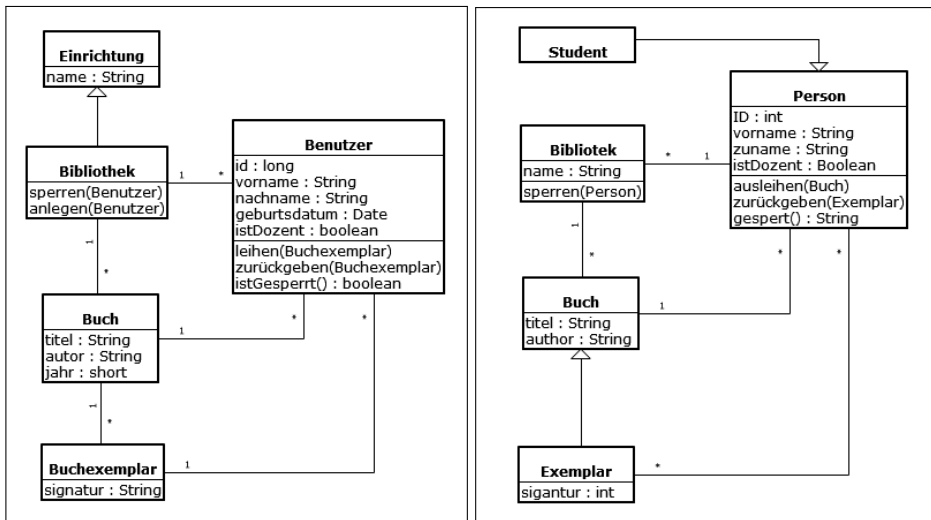 Einrichtung
name : String
Bibliothek
sperren(Benutzer)
anlegen(Benutzer)
1
*
Benutzer
id : long
vorname : String
nachname : String
geburtsdatum : Date
istDozent : boolean
leihen(Buchexemplar)
zurückgeben(Buchexemplar)
istGesperrt() : boolean
1
*
Buch
titel : String
autor : String
jahr : short
1
*
*
1
*
Buchexemplar
signatur : String
1
*
Student
Person
ID : int
vorname : String
zuname : String
istDozent : Boolean
ausleihen(Buch)
zurückgeben(Exemplar)
gespert() : String
Bibliotek
name : String
sperren(Person)
*
1
1
*
Buch
titel : String
author : String
1
*
*
Exemplar
sigantur : int
*